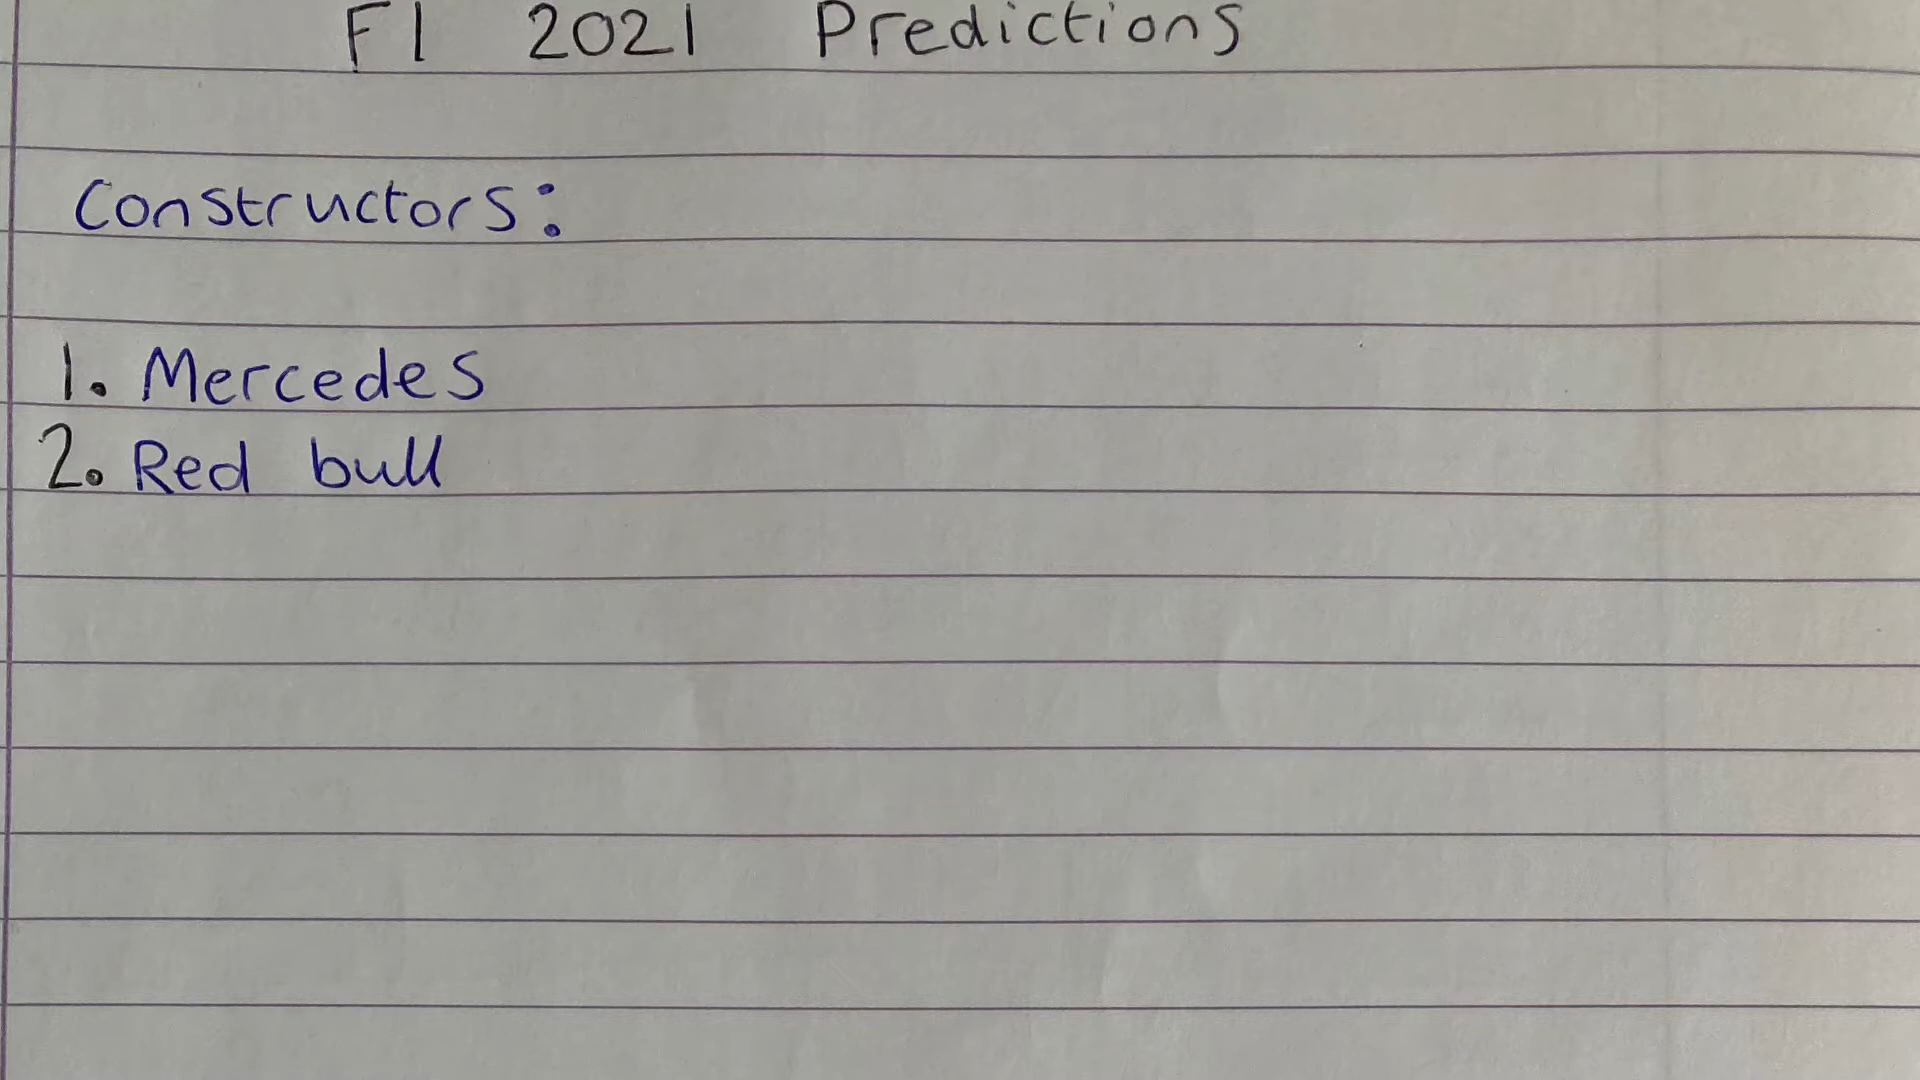 F1 2021 Predictions
Constructors:
1. Mercedes
2. Red bull